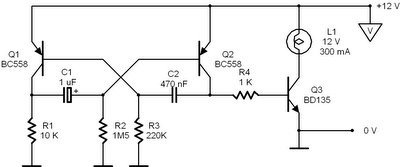 +12 V
V
Q1
BC558
Q2
BC558
L1
12 V
300 mA
C1
1 uF
+
C2
470 nF
R4
1 K
Q3
BD135
R1
10 K
R2
1M5
R3
220K
0 V